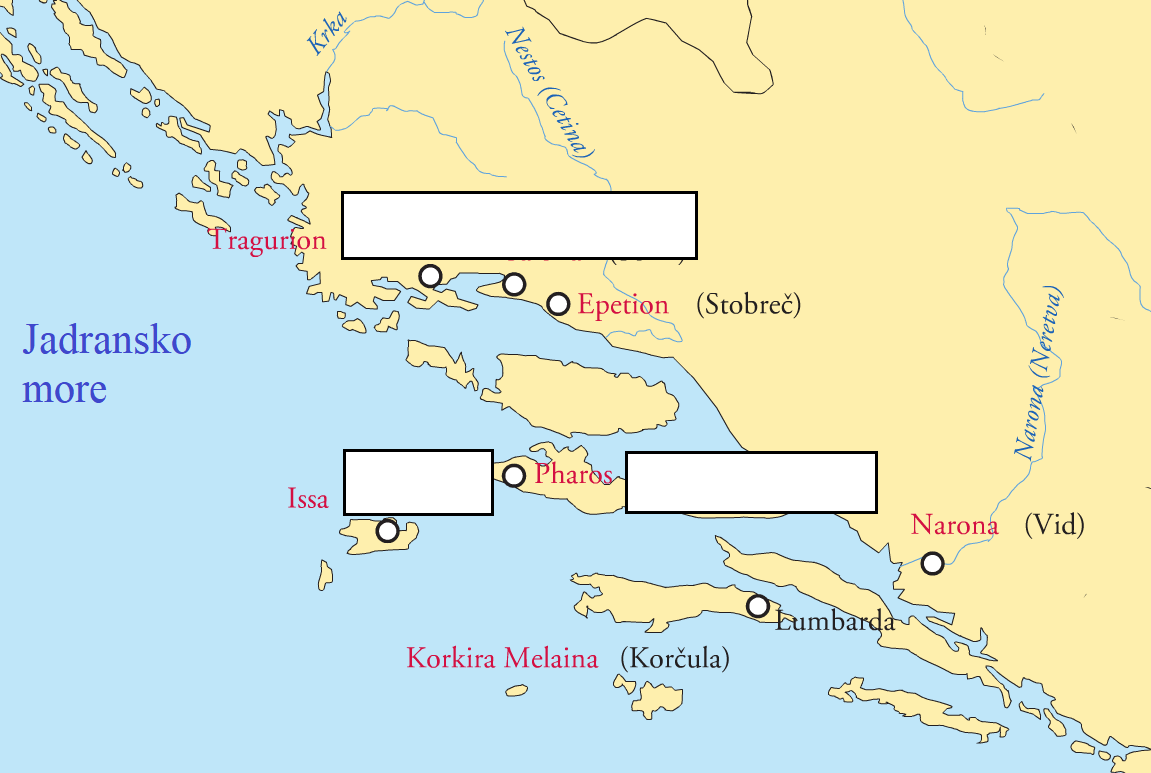 Krka
Nestos (Cetina)
Tragurion
Epetion (Stobreč)
Jadransko
more
Narona (Neretva)
Pharos
Issa
Narona (Vid)
Lumbarda
Korkira Melaina (Korčula)